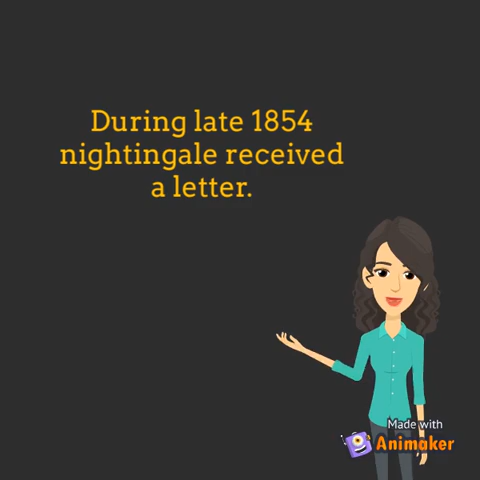 During late 1854
nightingale received
a letter.
Made with
Animaker